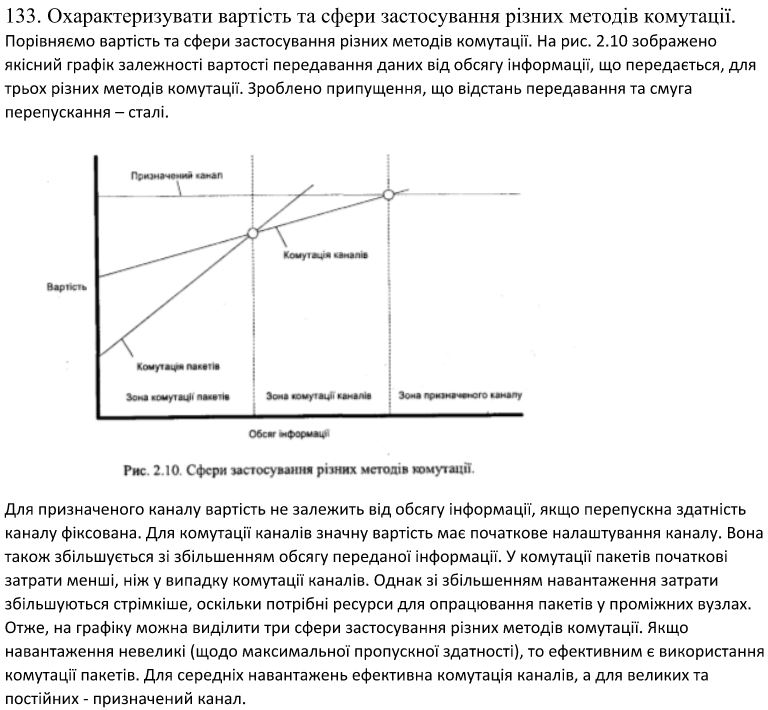 133. Охарактеризувати вартість та сфери застосування різних методів комутації.
Порівняємо вартість та сфери застосування різних методів комутації. На рис. 2.10 зображено
якісний графік залежності вартості передавання даних від обсягу інформації, що передається, для
трьох різних методів комутації. Зроблено припущення, що відстань передавання та смуга
перепускання – сталі.
Призначений канал
Комутація каналів
Вартість
Комутація пакетів
Зона комутації пакетів
Зона комутації каналів
Зона призначеного каналу
Обсяг інформації
Рис. 2.10. Сфери застосування різних методів комутації.
Для призначеного каналу вартість не залежить від обсягу інформації, якщо перепускна здатність
каналу фіксована. Для комутації каналів значну вартість має початкове налаштування каналу. Вона
також збільшується зі збільшенням обсягу переданої інформації. У комутації пакетів початкові
затрати менші, ніж у випадку комутації каналів. Однак зі збільшенням навантаження затрати
збільшуються стрімкіше, оскільки потрібні ресурси для опрацювання пакетів у проміжних вузлах.
Отже, на графіку можна виділити три сфери застосування різних методів комутації. Якщо
навантаження невеликі (щодо максимальної пропускної здатності), то ефективним є використання
комутації пакетів. Для середніх навантажень ефективна комутація каналів, а для великих та
постійних - призначений канал.